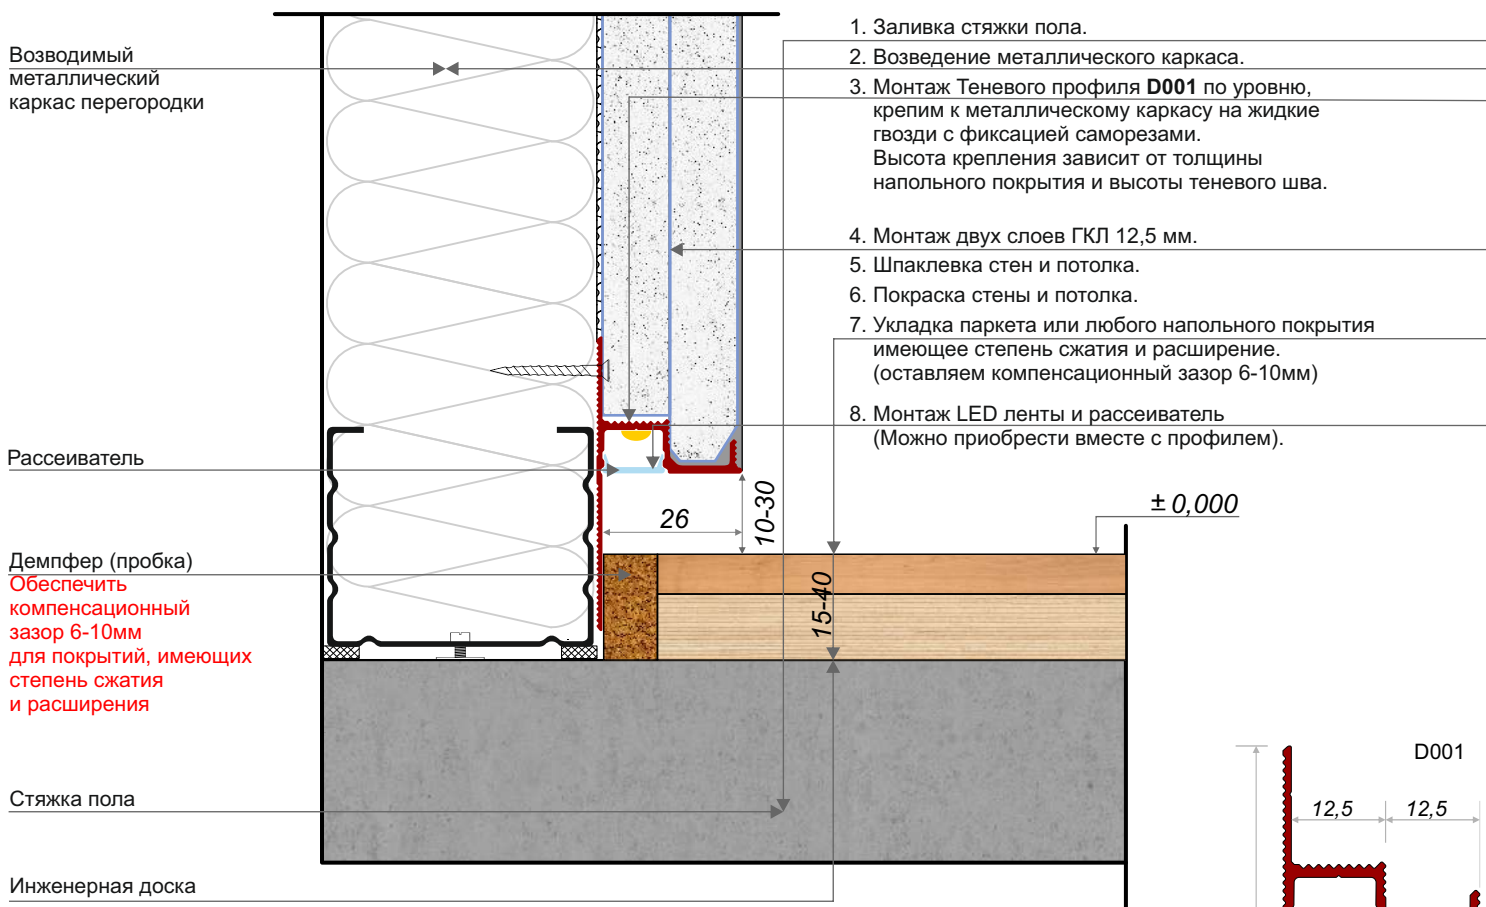 Возводимый
металлический
каркас перегородки
Рассеиватель
Демпфер (пробка)
Обеспечить
компенсационный
зазор 6-10мм
для покрытий, имеющих
степень сжатия
и расширения
Стяжка пола
Инженерная доска
1. Заливка стяжки пола.
2. Возведение металлического каркаса.
3. Монтаж Теневого профиля D001 по уровню,
крепим к металлическому каркасу на жидкие
гвозди с фиксацией саморезами.
Высота крепления зависит от толщины
напольного покрытия и высоты теневого шва.
4. Монтаж двух слоев ГКЛ 12,5 мм.
5. Шпаклевка стен и потолка.
6. Покраска стены и потолка.
7. Укладка паркета или любого напольного покрытия
имеющее степень сжатия и расширение.
(оставляем компенсационный зазор 6-10мм)
8. Монтаж LED ленты и рассеиватель
(Можно приобрести вместе с профилем).
26
10-30
15-40
± 0,000
D001
12,5
12,5